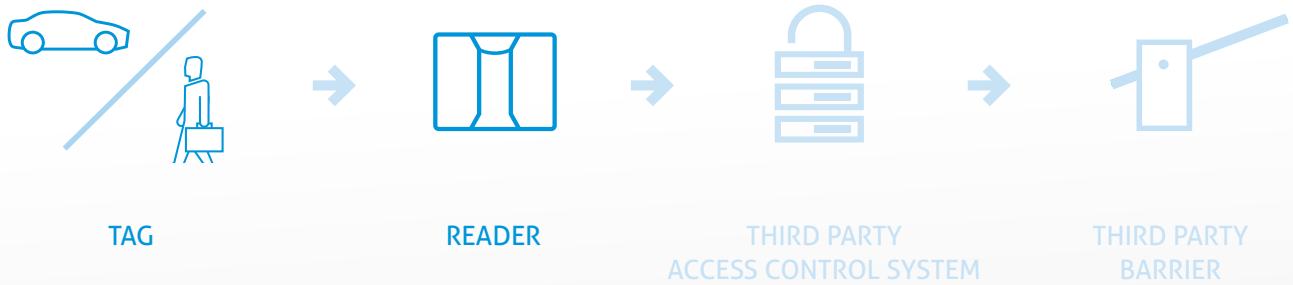 TAG
READER
THIRD PARTY
ACCESS CONTROL SYSTEM
THIRD PARTY
BARRIER